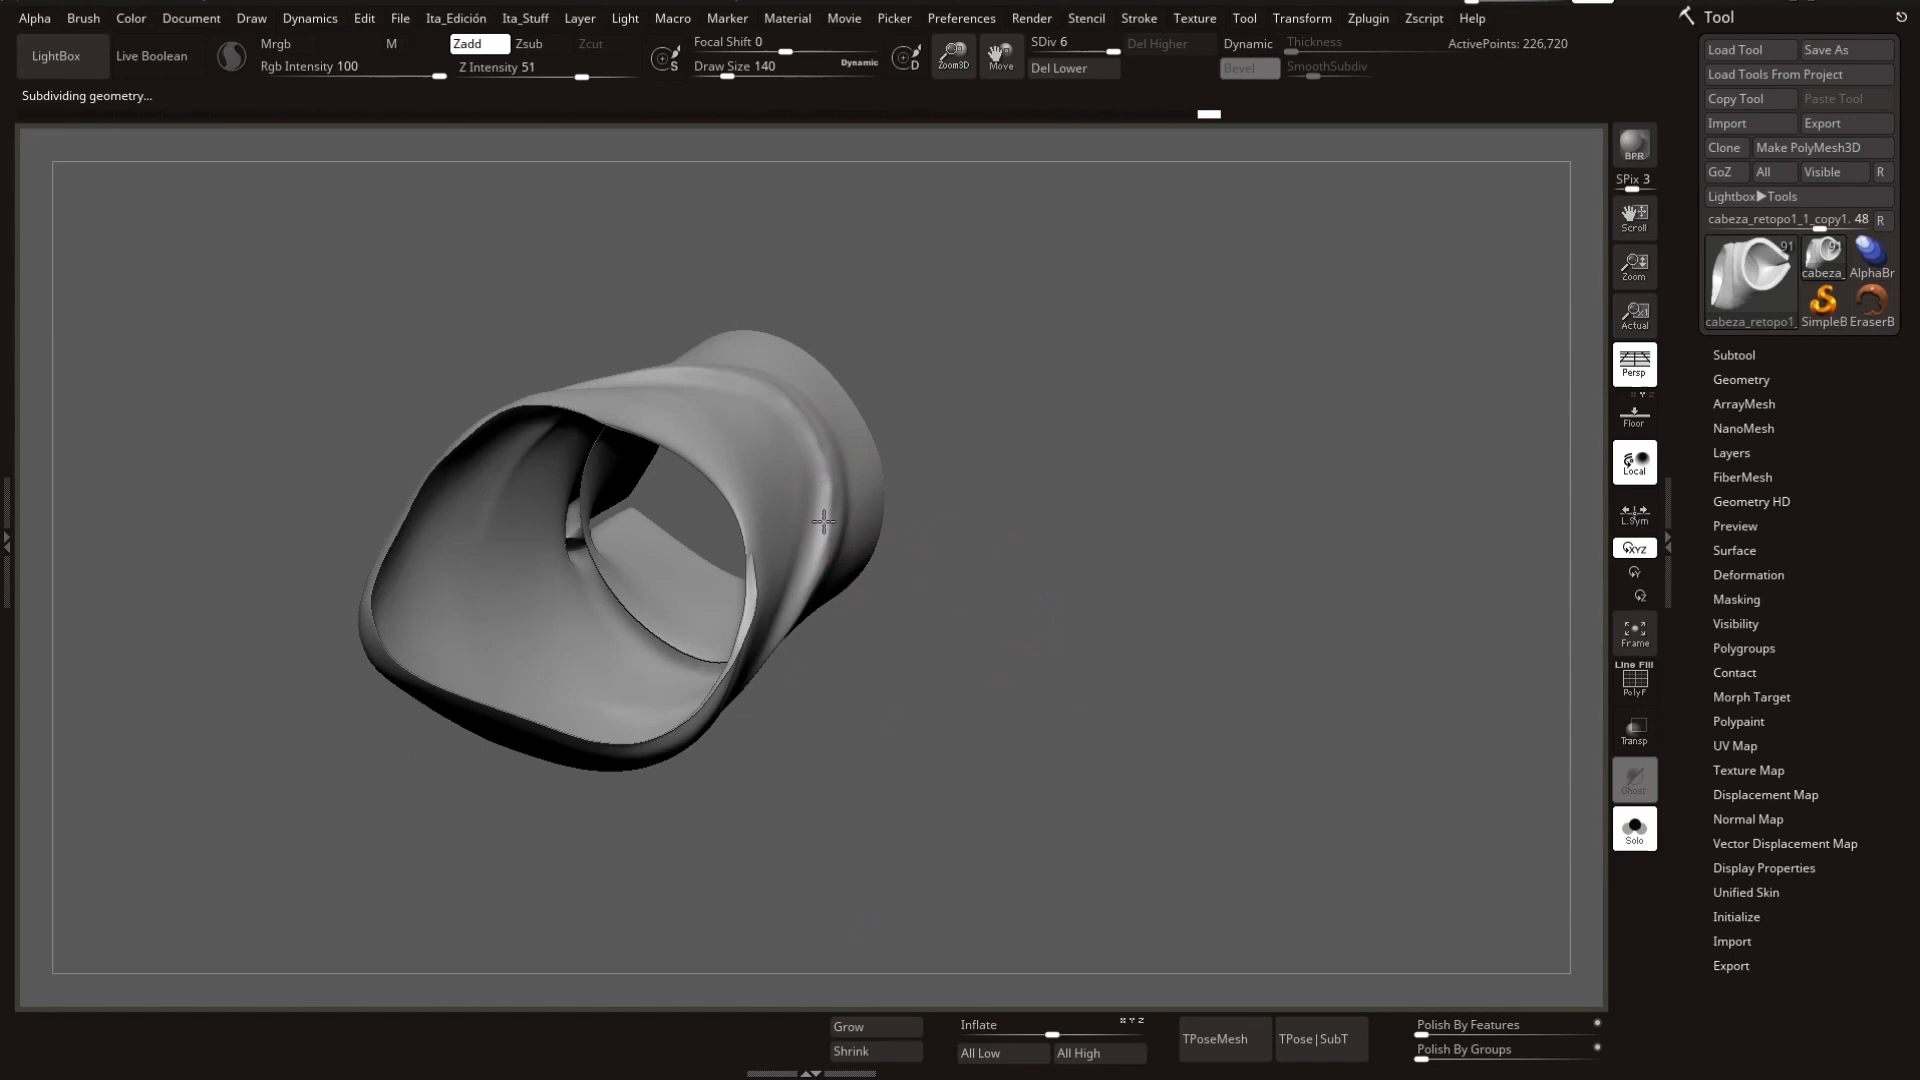 Alpha Brush Color Document Draw Dynamics Edit File Ita_Edición Ita_Stuff Layer Light Macro Marker Material Movie Picker Preferences Render Stencil Stroke Texture Tool Transform Zplugin Zscript Help
Tool
LightBox
Live Boolean
Mrgb
M
Zadd
Zsub
Zcut
Rgb Intensity 100
Z Intensity 51
S
Focal Shift 0
Draw Size 140
Dynamic
D
Zoom3D
Move
SDiv 6
Del Lower
Del Higher
Dynamic
Bevel
Thickness
SmoothSubdiv
ActivePoints: 226,720
Subdividing geometry...
Load Tool
Save As
Load Tools From Project
Copy Tool
Paste Tool
Import
Export
Clone
Make PolyMesh3D
GoZ
All
Visible
R
Lightbox▶Tools
cabeza_retopo1_1_copy1. 48
R
91
91
cabeza_
AlphaBr
cabeza_retopo1_
SimpleB
EraserB
Subtool
Geometry
ArrayMesh
NanoMesh
Layers
FiberMesh
Geometry HD
Preview
Surface
Deformation
Masking
Visibility
Polygroups
Contact
Morph Target
Polypaint
UV Map
Texture Map
Displacement Map
Normal Map
Vector Displacement Map
Display Properties
Unified Skin
Initialize
Import
Export
BPR
SPix 3
Scroll
Zoom
Actual
Persp
Floor
Local
L.Sym
XYZ
Y
Z
Frame
Line Fill
PolyF
Transp
Ghost
Solo
Grow
Shrink
Inflate
X Y Z
All Low
All High
TPoseMesh
TPose|SubT
Polish By Features
Polish By Groups